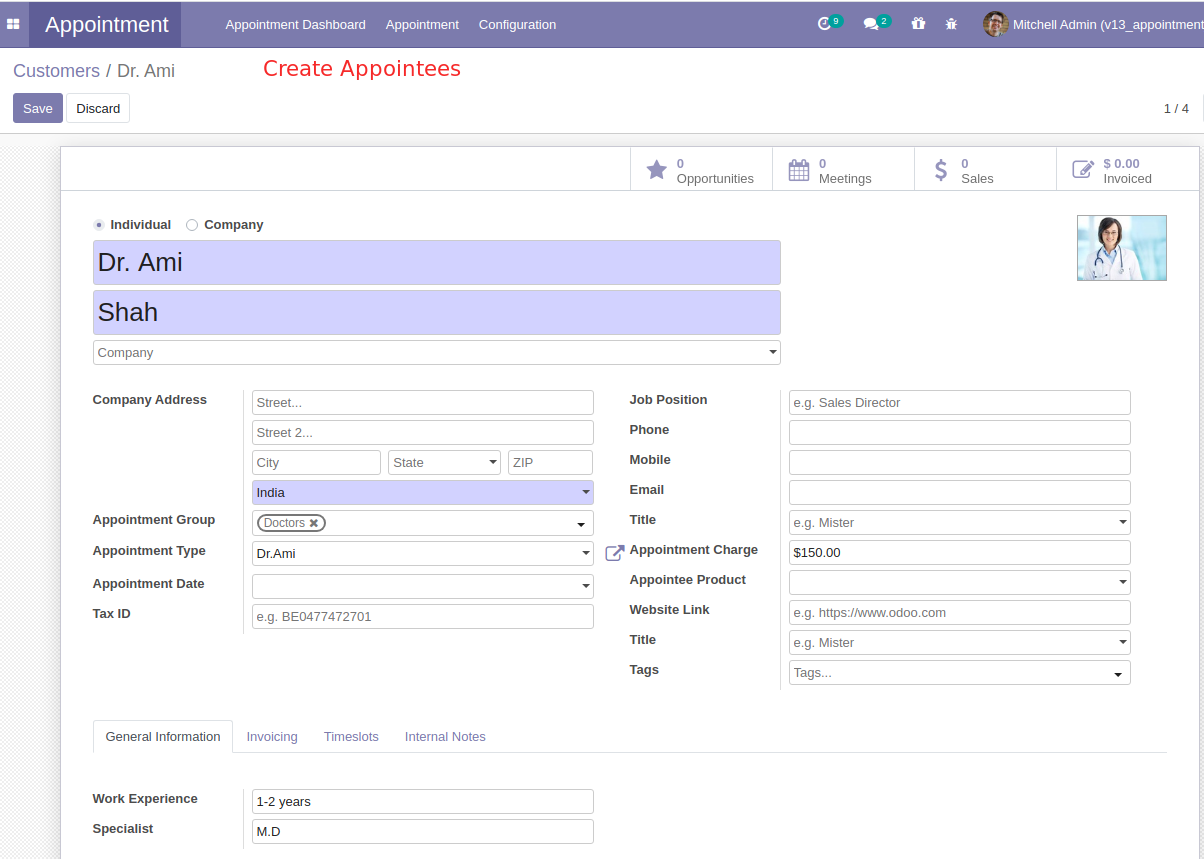 Appointment Appointment Dashboard Appointment Configuration 9 2 Mitchell Admin (v13_appointment
Customers / Dr. Ami Create Appointees
Save Discard 1 / 4
0 Opportunities 0 Meetings 0 Sales $ 0.00 Invoiced
Individual Company
Dr. Ami
Shah
Company
Company Address Street... Job Position e.g. Sales Director
Street 2... Phone
City State ZIP Mobile
India Email
Appointment Group Doctors Title e.g. Mister
Appointment Type Dr.Ami Appointment Charge $150.00
Appointment Date Appointee Product
Tax ID e.g. BE0477472701 Website Link e.g. https://www.odoo.com
Title e.g. Mister
Tags Tags...
General Information Invoicing Timeslots Internal Notes
Work Experience 1-2 years
Specialist M.D